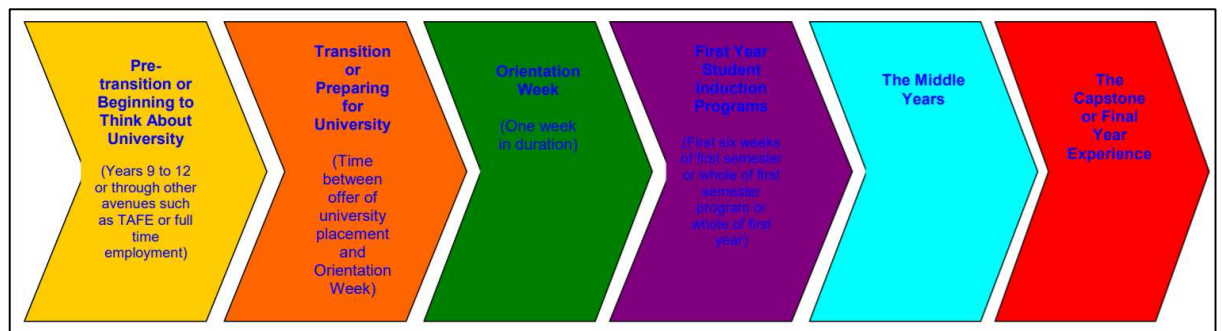 Pre-
transition or
Beginning to
Think About
University
(Years 9 to 12
or through other
avenues such
as TAFE or full
time
employment)
Transition
or
Preparing
for
University
(Time
between
offer of
university
placement
and
Orientation
Week)
Orientation
Week
(One week
in duration)
First Year
Student
Induction
Programs
(First six weeks
of first semester
or whole of first
semester
program or
whole of first
year)
The Middle
Years
The
Capstone
or Final
Year
Experience